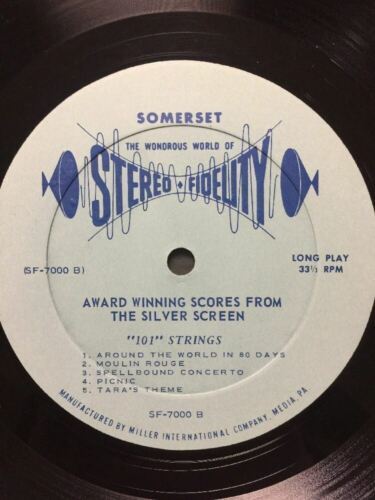 SOMERSET
THE WONDROUS WORLD OF
STEREO-FIDELITY
(SF-7000 B)
LONG PLAY
33⅓ RPM
AWARD WINNING SCORES FROM
THE SILVER SCREEN
"101" STRINGS
1. AROUND THE WORLD IN 80 DAYS
2. MOULIN ROUGE
3. SPELLBOUND CONCERTO
4. PICNIC
5. TARA'S THEME
SF-7000 B
MANUFACTURED BY MILLER INTERNATIONAL COMPANY, MEDIA, PA.